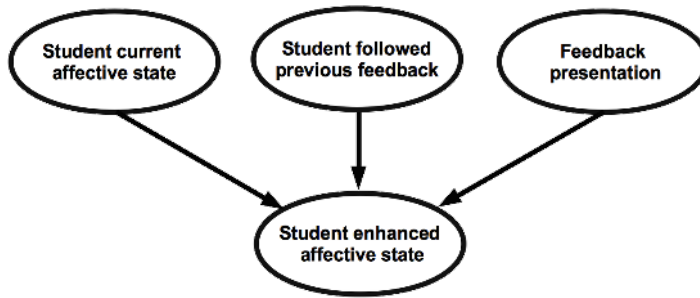 Student current
affective state
Student followed
previous feedback
Feedback
presentation
Student enhanced
affective state